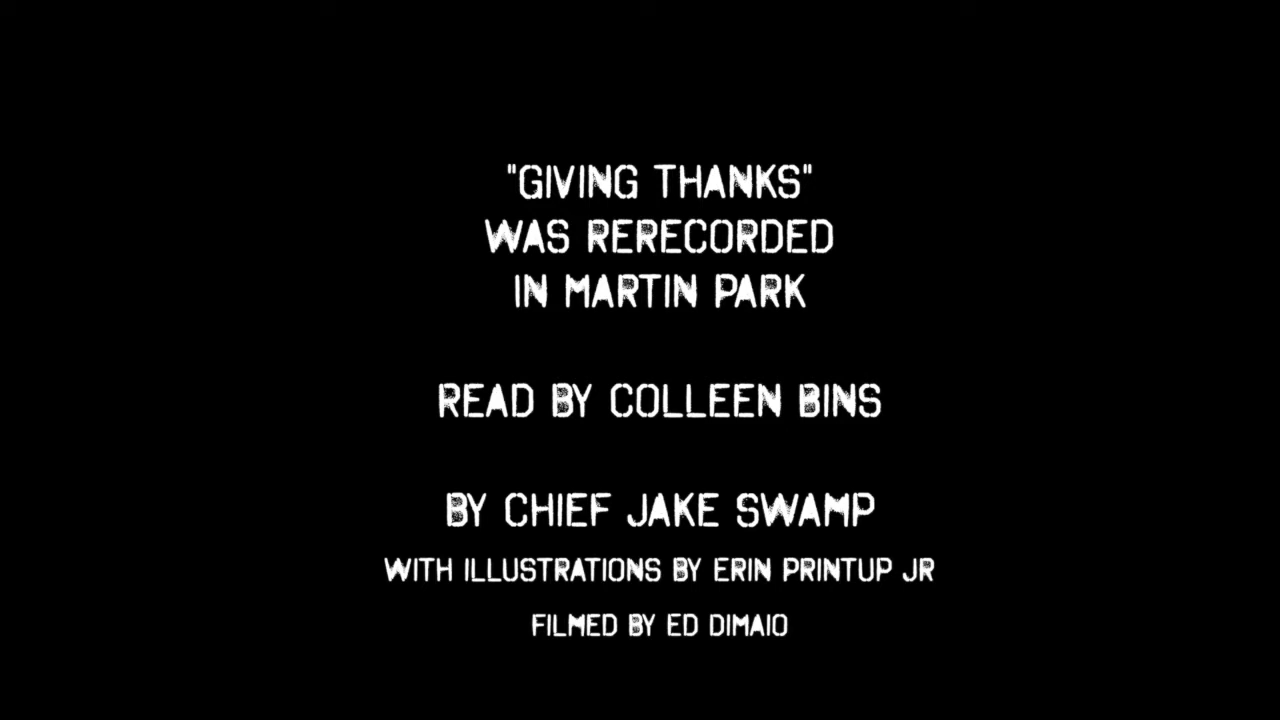 "GIVING THANKS"
WAS RERECORDED
IN MARTIN PARK
READ BY COLLEEN BINS
BY CHIEF JAKE SWAMP
WITH ILLUSTRATIONS BY ERIN PRINTUP JR
FILMED BY ED DIMAIO